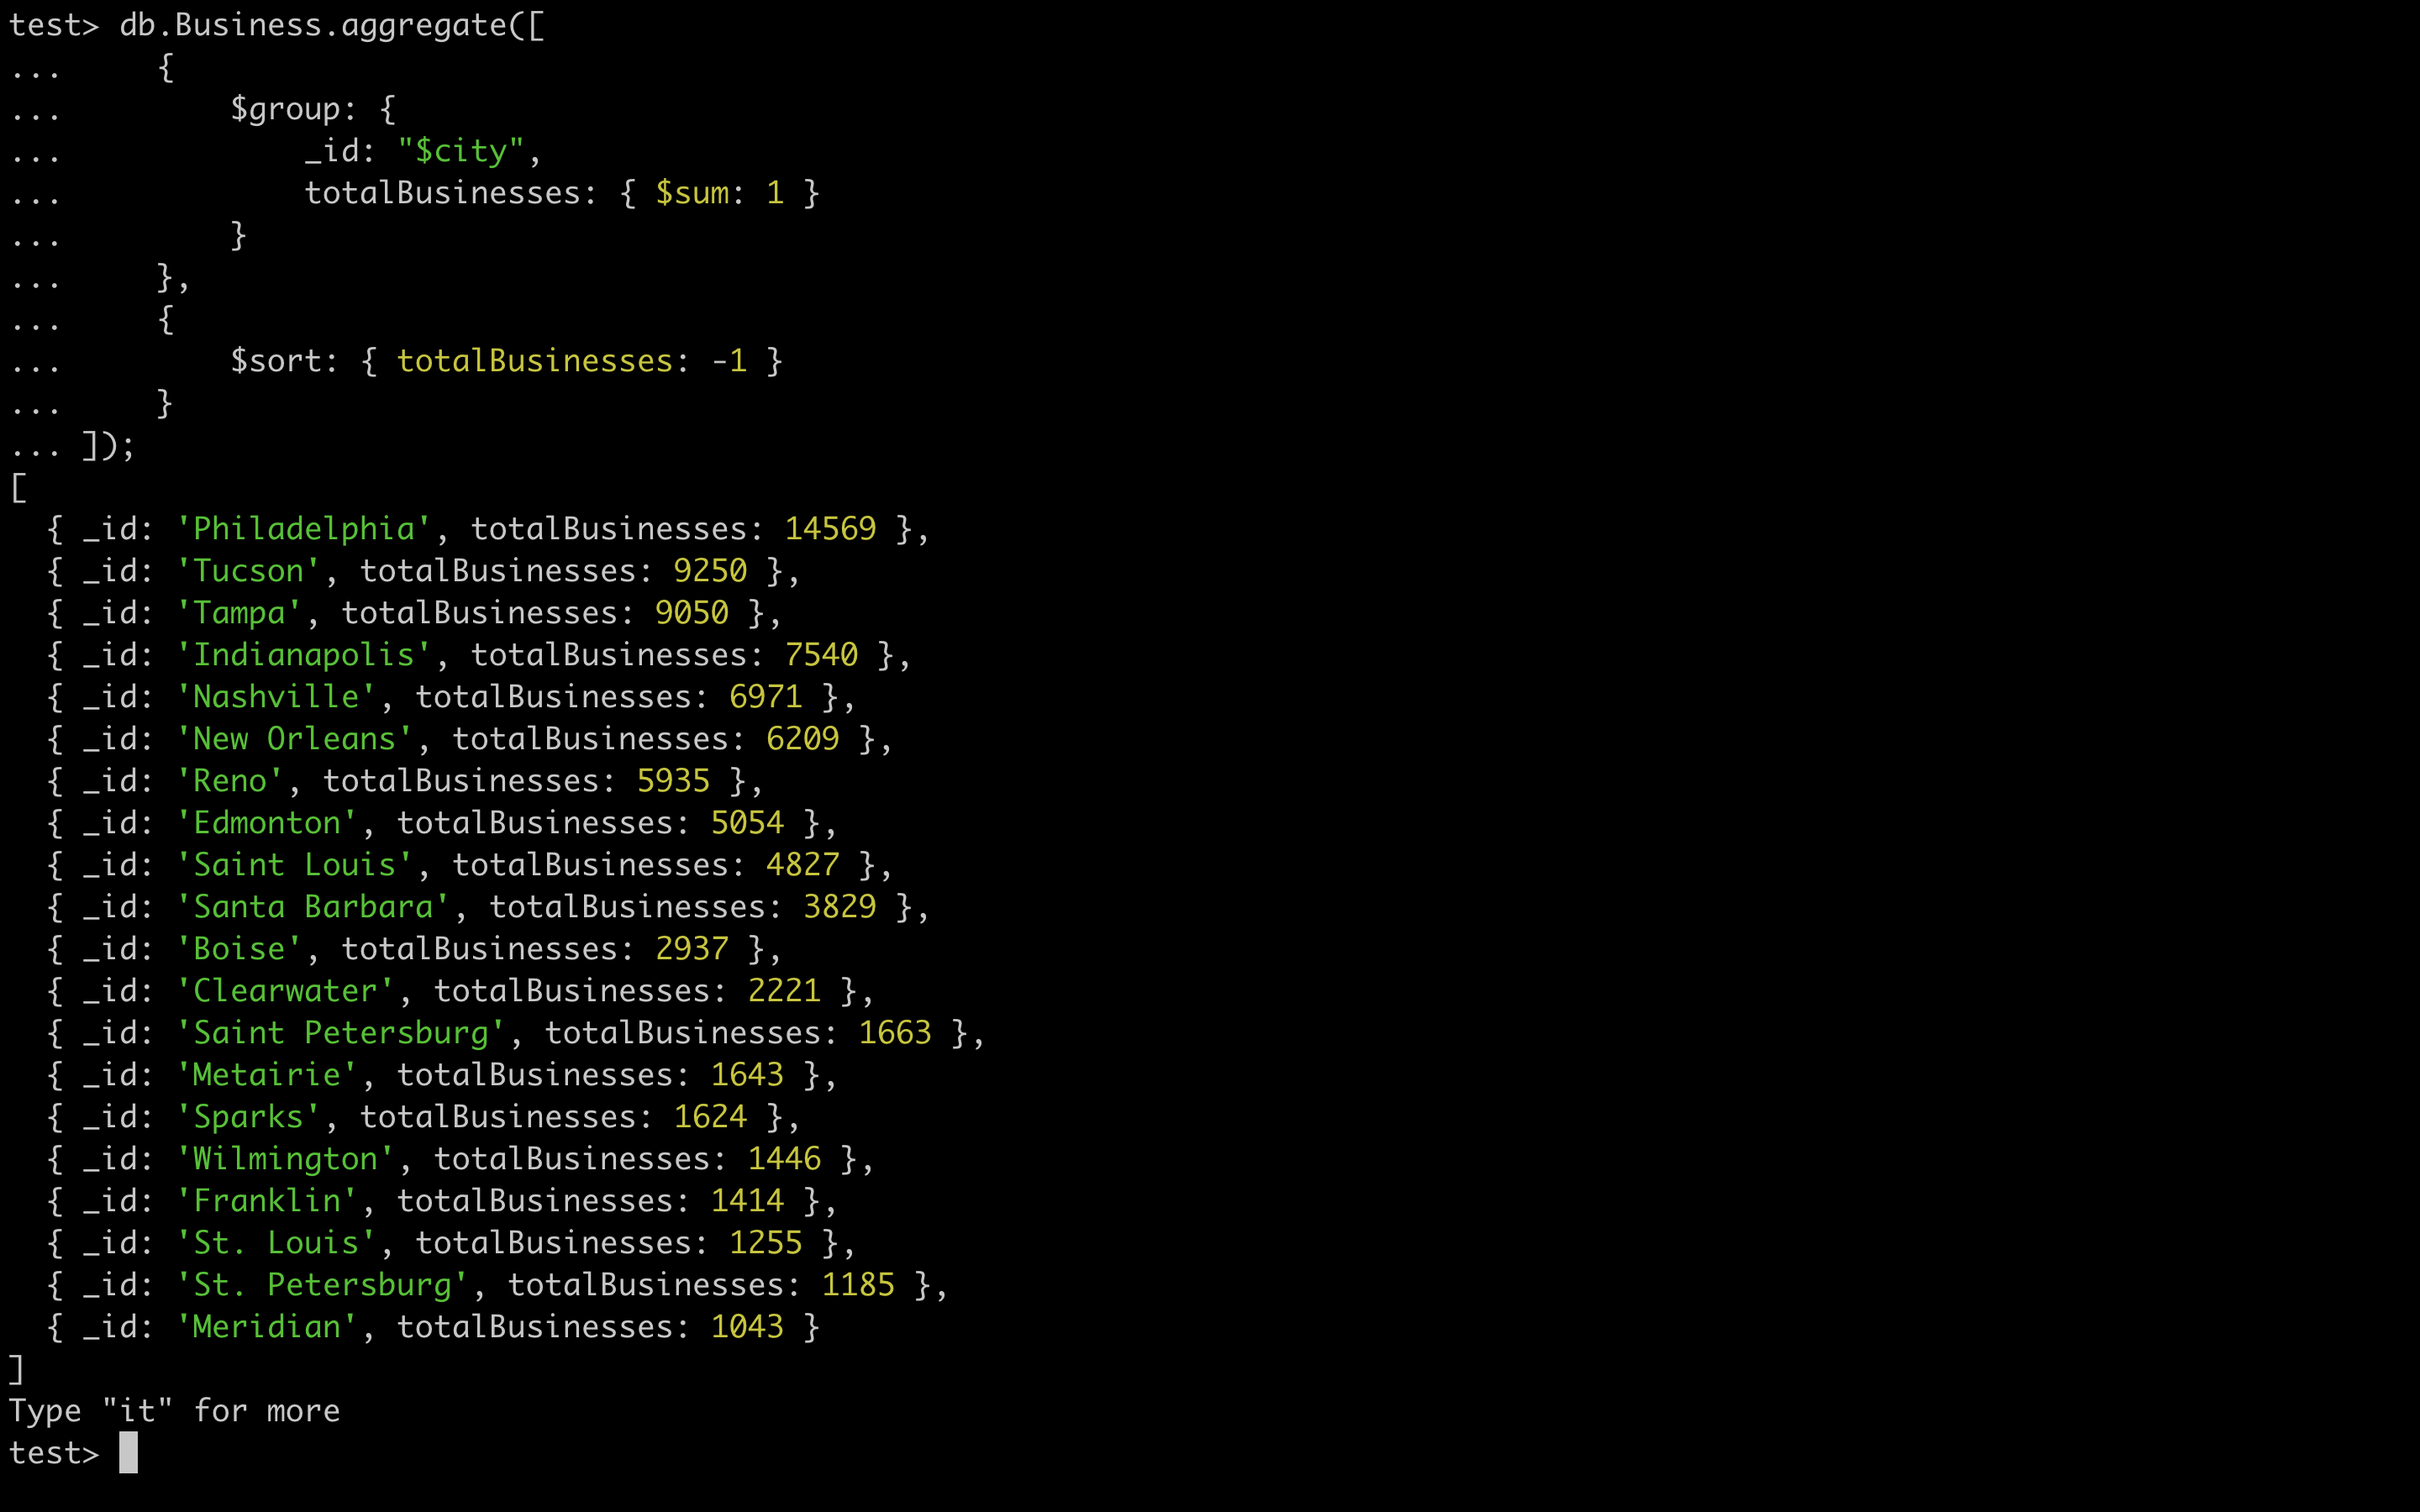 test> db.Business.aggregate([
...     {
...         $group: {
...             _id: "$city",
...             totalBusinesses: { $sum: 1 }
...         }
...     },
...     {
...         $sort: { totalBusinesses: -1 }
...     }
... ]);
[
  { _id: 'Philadelphia', totalBusinesses: 14569 },
  { _id: 'Tucson', totalBusinesses: 9250 },
  { _id: 'Tampa', totalBusinesses: 9050 },
  { _id: 'Indianapolis', totalBusinesses: 7540 },
  { _id: 'Nashville', totalBusinesses: 6971 },
  { _id: 'New Orleans', totalBusinesses: 6209 },
  { _id: 'Reno', totalBusinesses: 5935 },
  { _id: 'Edmonton', totalBusinesses: 5054 },
  { _id: 'Saint Louis', totalBusinesses: 4827 },
  { _id: 'Santa Barbara', totalBusinesses: 3829 },
  { _id: 'Boise', totalBusinesses: 2937 },
  { _id: 'Clearwater', totalBusinesses: 2221 },
  { _id: 'Saint Petersburg', totalBusinesses: 1663 },
  { _id: 'Metairie', totalBusinesses: 1643 },
  { _id: 'Sparks', totalBusinesses: 1624 },
  { _id: 'Wilmington', totalBusinesses: 1446 },
  { _id: 'Franklin', totalBusinesses: 1414 },
  { _id: 'St. Louis', totalBusinesses: 1255 },
  { _id: 'St. Petersburg', totalBusinesses: 1185 },
  { _id: 'Meridian', totalBusinesses: 1043 }
]
Type "it" for more
test>